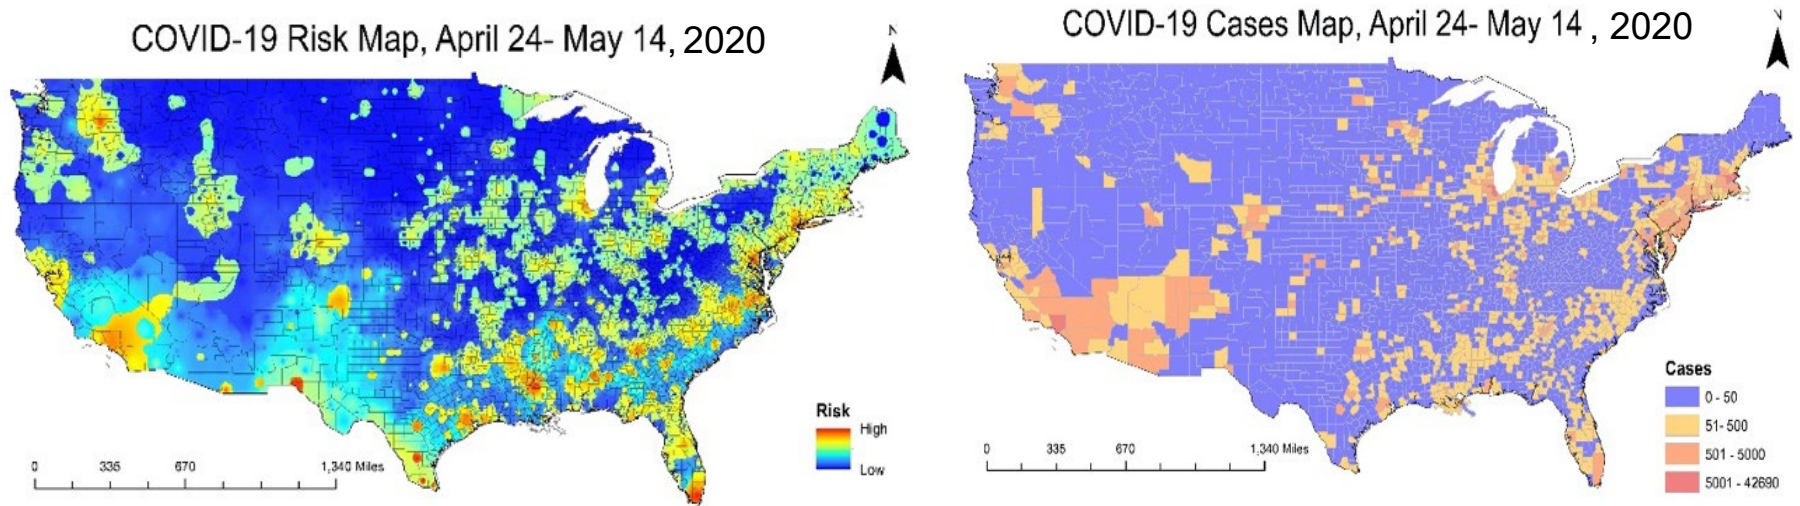 COVID-19 Risk Map, April 24- May 14, 2020
N
Risk
High
Low
0 335 670 1,340 Miles
COVID-19 Cases Map, April 24- May 14 , 2020
N
Cases
0 - 50
51- 500
501 - 5000
5001 - 42690
0 335 670 1,340 Miles